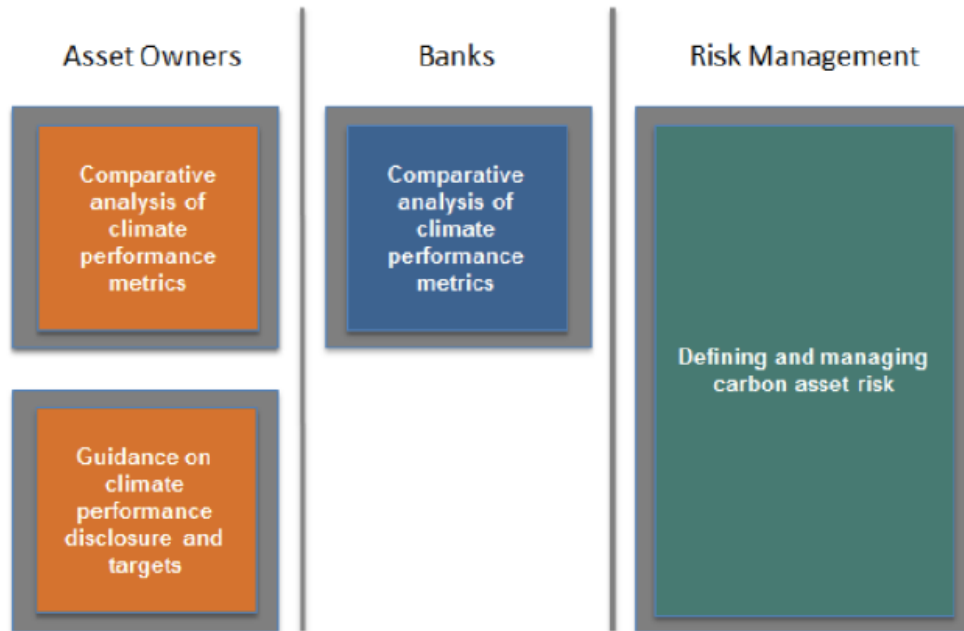 Asset Owners
Banks
Risk Management
Comparative
analysis of
climate
performance
metrics
Guidance on
climate
performance
disclosure and
targets
Comparative
analysis of
climate
performance
metrics
Defining and managing
carbon asset risk